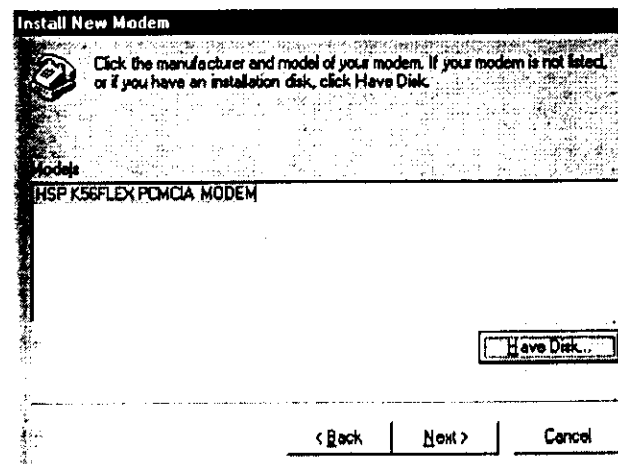 Install New Modem
Click the manufacturer and model of your modem. If your modem is not listed,
or if you have an installation disk, click Have Disk.
Models
HSP K56FLEX PCMCIA MODEM
Have Disk...
< Back Next > Cancel